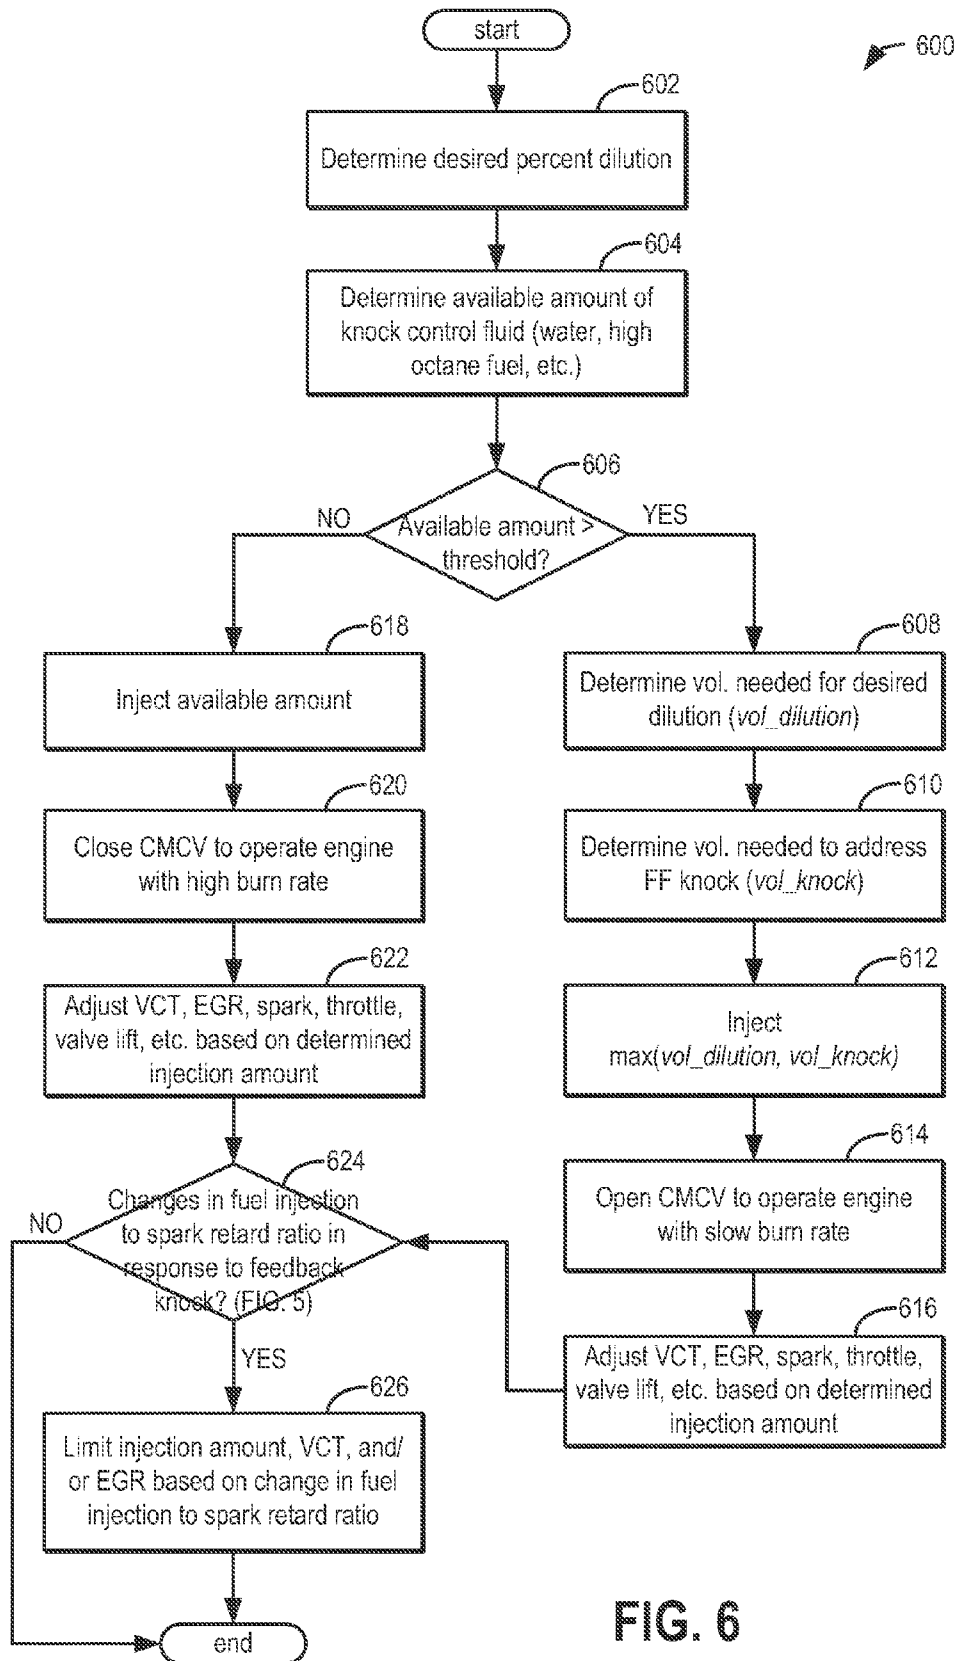 start
600
602
Determine desired percent dilution
604
Determine available amount of
knock control fluid (water, high
octane fuel, etc.)
606
NO
YES
Available amount >
threshold?
618
Inject available amount
608
Determine vol. needed for desired
dilution (vol_dilution)
620
Close CMCV to operate engine
with high burn rate
610
Determine vol. needed to address
FF knock (vol_knock)
622
Adjust VCT, EGR, spark, throttle,
valve lift, etc. based on determined
injection amount
612
Inject
max(vol_dilution, vol_knock)
624
NO
Changes in fuel injection
to spark retard ratio in
response to feedback
knock? (FIG. 5)
YES
614
Open CMCV to operate engine
with slow burn rate
616
Adjust VCT, EGR, spark, throttle,
valve lift, etc. based on determined
injection amount
626
Limit injection amount, VCT, and/
or EGR based on change in fuel
injection to spark retard ratio
end
FIG. 6